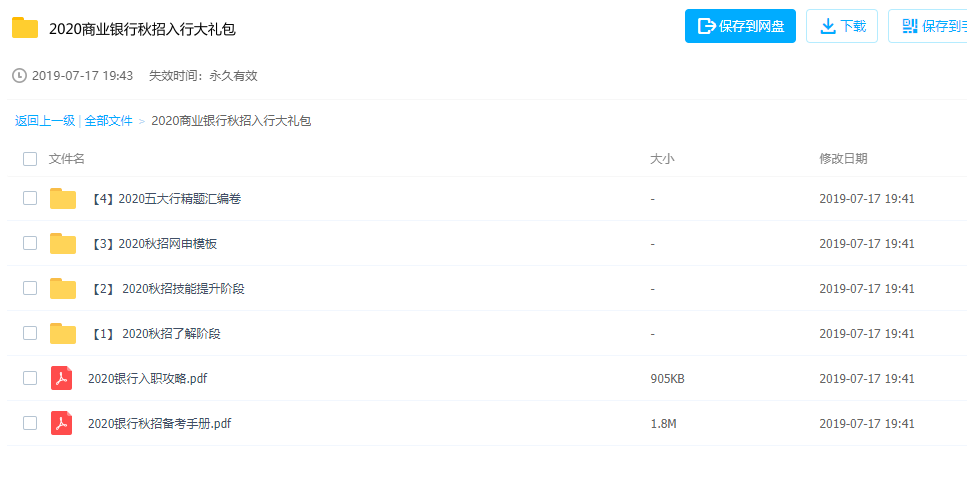 2020商业银行秋招入行大礼包
保存到网盘 下载 保存到手
2019-07-17 19:43 失效时间：永久有效
返回上一级 | 全部文件 > 2020商业银行秋招入行大礼包
文件名 大小 修改日期
【4】2020五大行精题汇编卷 - 2019-07-17 19:41
【3】2020秋招网申模板 - 2019-07-17 19:41
【2】 2020秋招技能提升阶段 - 2019-07-17 19:41
【1】 2020秋招了解阶段 - 2019-07-17 19:41
2020银行入职攻略.pdf 905KB 2019-07-17 19:41
2020银行秋招备考手册.pdf 1.8M 2019-07-17 19:41